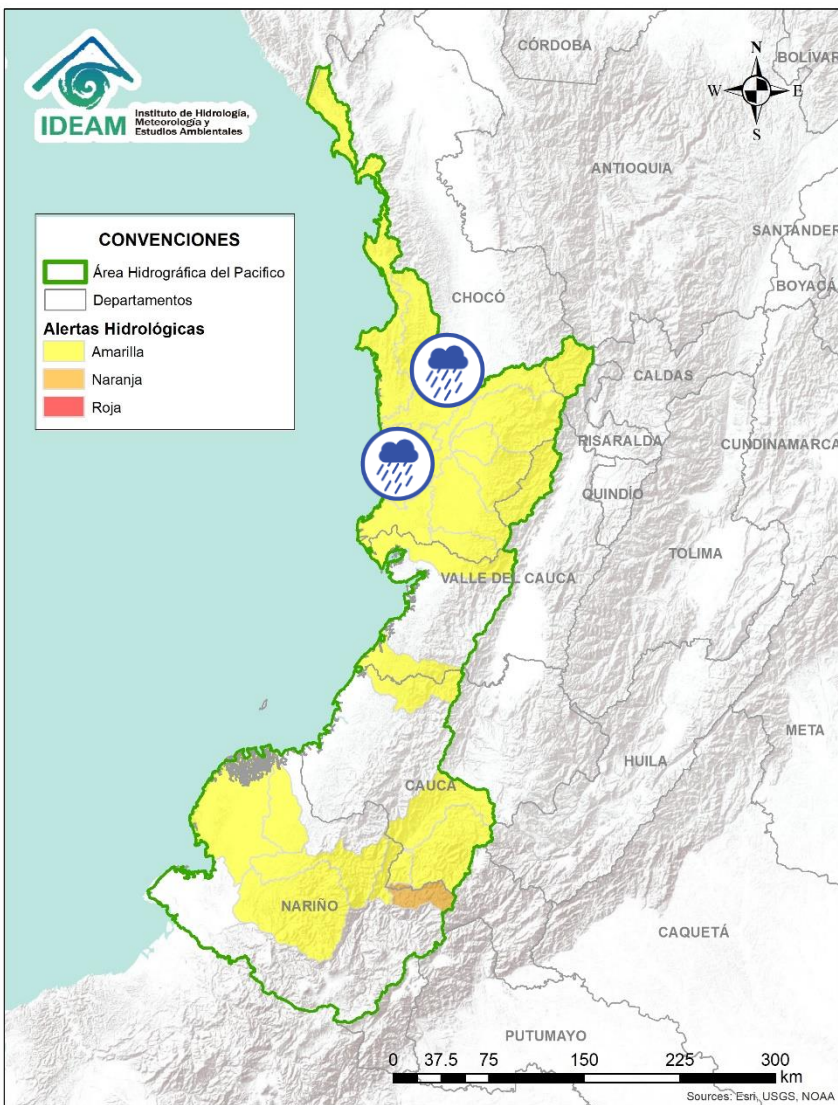 IDEAM
Instituto de Hidrología,
Meteorología y
Estudios Ambientales
N
W
E
S
CÓRDOBA
BOLÍVAR
ANTIOQUIA
SANTANDER
BOYACÁ
CHOCÓ
CALDAS
RISARALDA
CUNDINAMARCA
QUINDÍO
TOLIMA
VALLE DEL CAUCA
META
HUILA
CAUCA
NARIÑO
CAQUETÁ
PUTUMAYO
CONVENCIONES
Área Hidrográfica del Pacifico
Departamentos
Alertas Hidrológicas
Amarilla
Naranja
Roja
0 37.5 75 150 225 300
km
Sources: Esri, USGS, NOAA